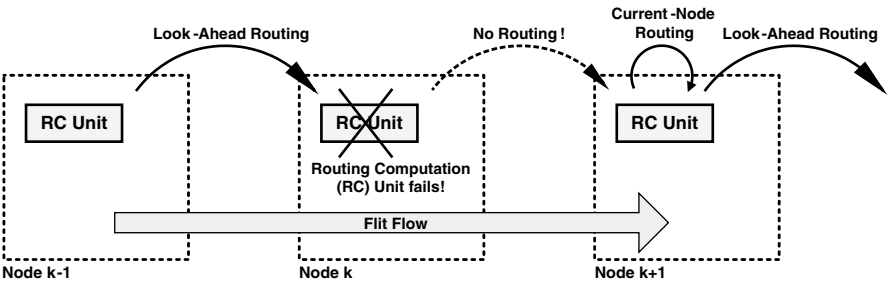 Current-Node
Look-Ahead Routing
No Routing!
Routing
Look-Ahead Routing
RC Unit
RC Unit
RC Unit
Routing Computation
(RC) Unit fails!
Flit Flow
Node k-1
Node k
Node k+1